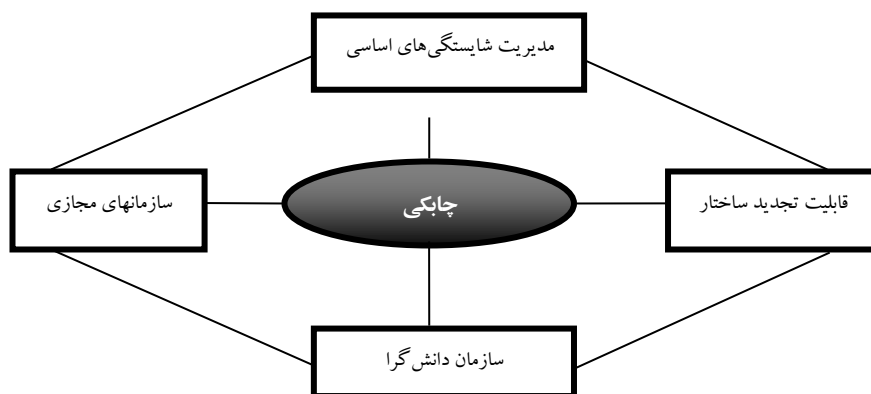 مدیریت شایستگی‌های اساسی
قابلیت تجدید ساختار
چابکی
سازمانهای مجازی
سازمان دانش‌گرا